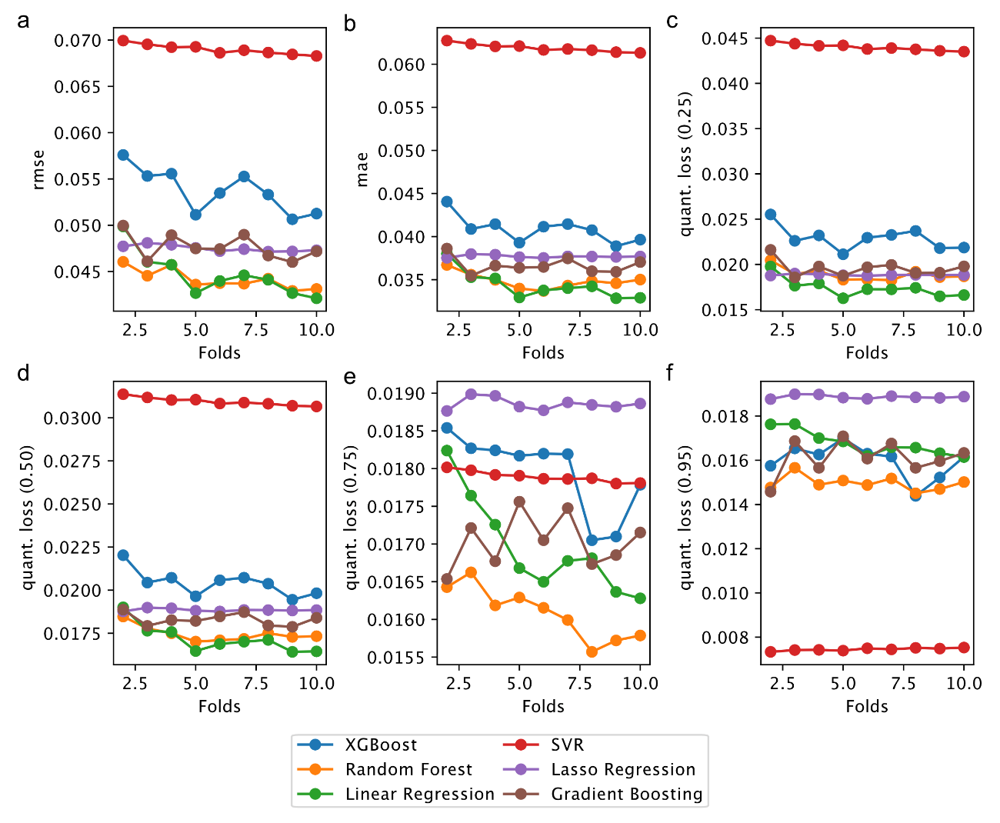 a
0.070
0.065
0.060
0.055
0.050
0.045
rmse
2.5 5.0 7.5 10.0
Folds
b
0.060
0.055
0.050
0.045
0.040
0.035
mae
2.5 5.0 7.5 10.0
Folds
c
0.045
0.040
0.035
0.030
0.025
0.020
0.015
quant. loss (0.25)
2.5 5.0 7.5 10.0
Folds
d
0.0300
0.0275
0.0250
0.0225
0.0200
0.0175
quant. loss (0.50)
2.5 5.0 7.5 10.0
Folds
e
0.0190
0.0185
0.0180
0.0175
0.0170
0.0165
0.0160
0.0155
quant. loss (0.75)
2.5 5.0 7.5 10.0
Folds
f
0.018
0.016
0.014
0.012
0.010
0.008
quant. loss (0.95)
2.5 5.0 7.5 10.0
Folds
XGBoost
Random Forest
Linear Regression
SVR
Lasso Regression
Gradient Boosting